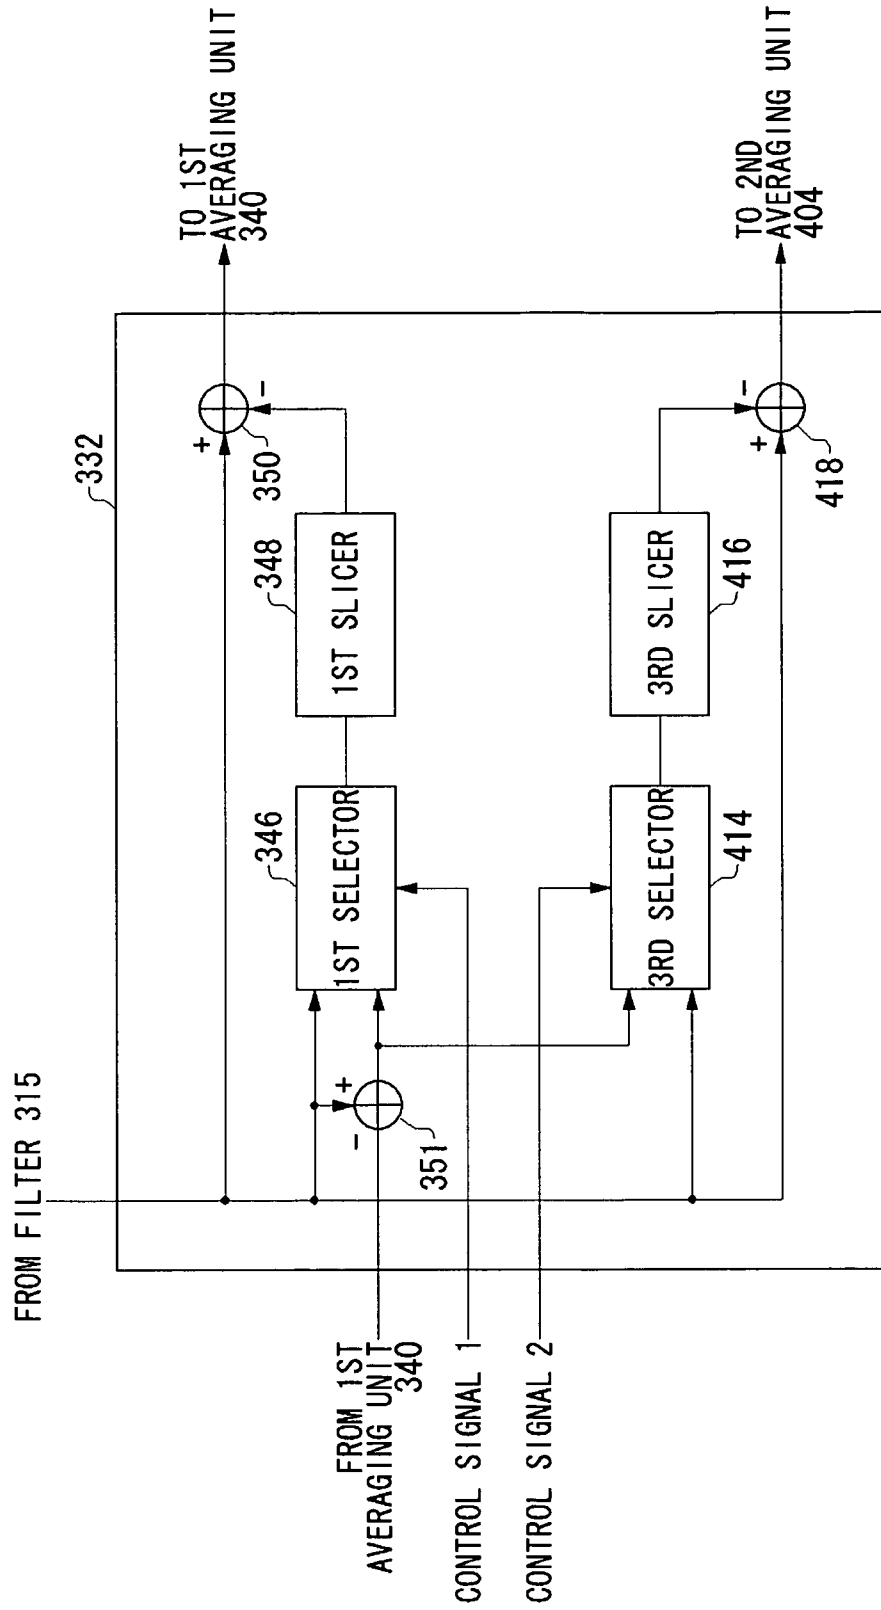 FROM FILTER 315
332
TO 1ST
AVERAGING UNIT
340
+
-
350
1ST SELECTOR
346
1ST SLICER
348
+
-
351
FROM 1ST
AVERAGING UNIT
340
CONTROL SIGNAL 1
CONTROL SIGNAL 2
3RD SELECTOR
414
3RD SLICER
416
+
-
418
TO 2ND
AVERAGING UNIT
404